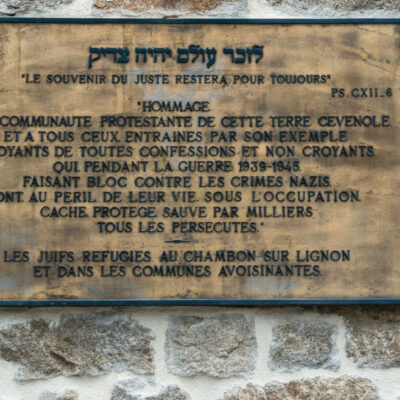 לזכר עולם יהיה צדיק
"LE SOUVENIR DU JUSTE RESTERA POUR TOUJOURS"
PS. CXII_6
"HOMMAGE
COMMUNAUTE PROTESTANTE DE CETTE TERRE CEVENOLE
ET A TOUS CEUX ENTRAINES PAR SON EXEMPLE
OYANTS DE TOUTES CONFESSIONS ET NON CROYANTS.
QUI PENDANT LA GUERRE 1939-1945.
FAISANT BLOC CONTRE LES CRIMES NAZIS.
ONT. AU PERIL DE LEUR VIE. SOUS L'OCCUPATION.
CACHE. PROTEGE. SAUVE PAR MILLIERS
TOUS LES PERSECUTES."
LES JUIFS REFUGIES AU CHAMBON SUR LIGNON
ET DANS LES COMMUNES AVOISINANTES.